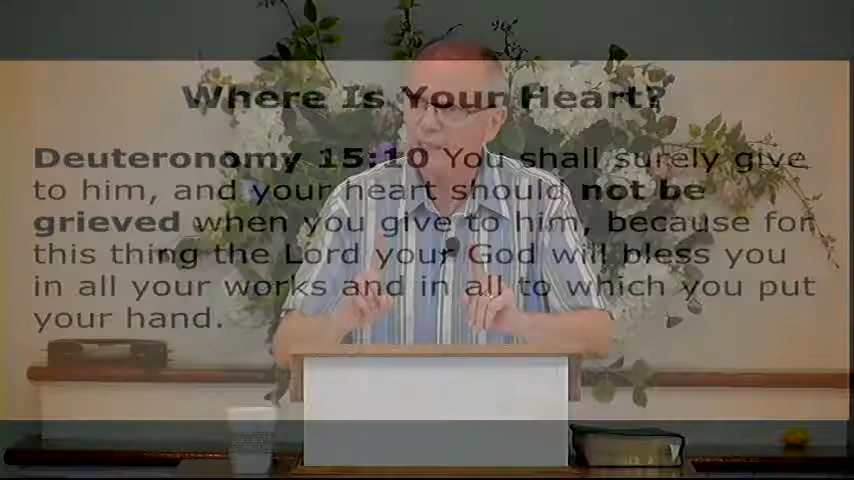 Where Is Your Heart?
Deuteronomy 15:10 You shall surely give
to him, and your heart should not be
grieved when you give to him, because for
this thing the Lord your God will bless you
in all your works and in all to which you put
your hand.